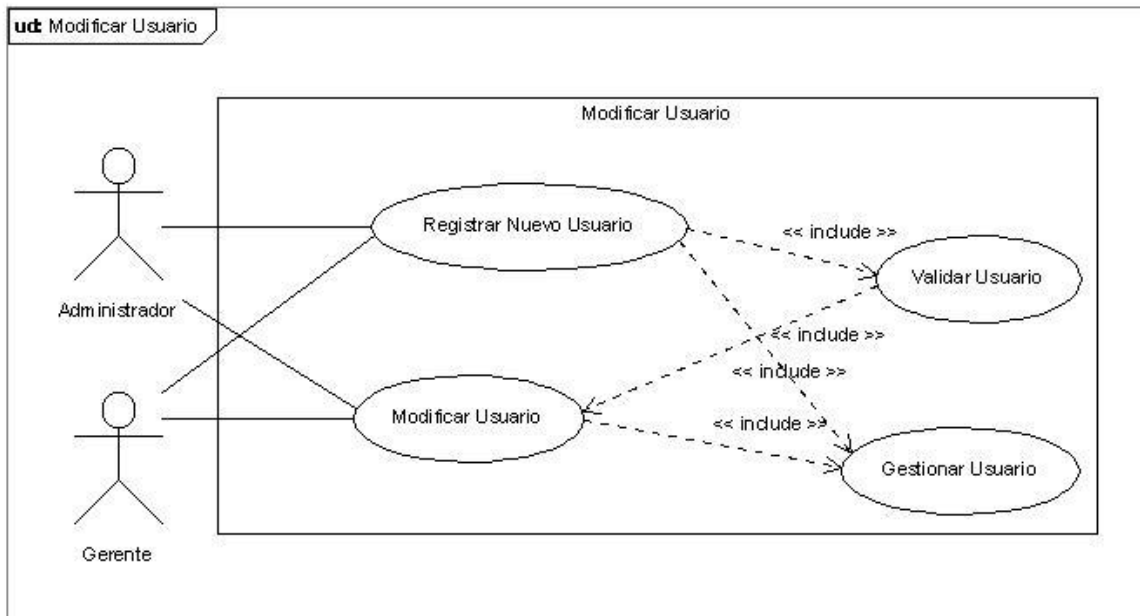 uc: Modificar Usuario
Modificar Usuario
Registrar Nuevo Usuario
<< include >>
Validar Usuario
Administrador
<< include >>
<< include >>
Modificar Usuario
<< include >>
Gestionar Usuario
Gerente